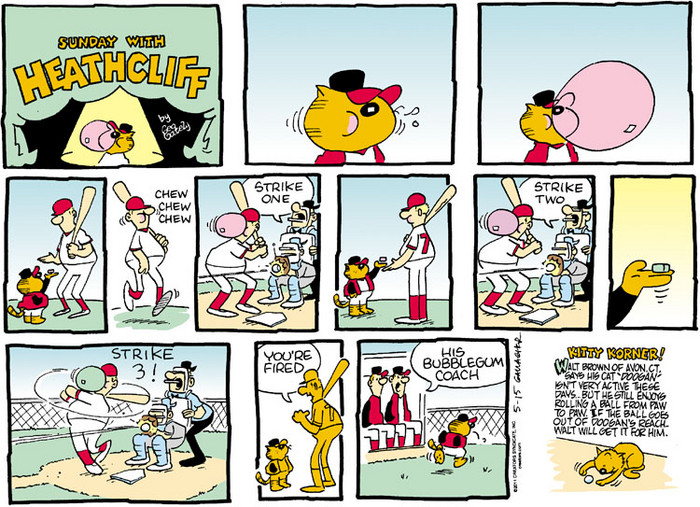 SUNDAY WITH
HEATHCLIFF
by
CHEW
CHEW
CHEW
STRIKE
ONE
7
STRIKE
TWO
STRIKE
3!
YOU'RE
FIRED
HIS
BUBBLEGUM
COACH
5-15 GALLAGHER
KITTY KORNER!
WALT BROWN OF AVON, CT.
SAYS HIS CAT "DOOGAN"
ISN'T VERY ACTIVE THESE
DAYS.. BUT HE STILL ENJOYS
ROLLING A BALL FROM PAW
TO PAW. IF THE BALL GOES
OUT OF DOOGAN'S REACH
WALT WILL GET IT FOR HIM.